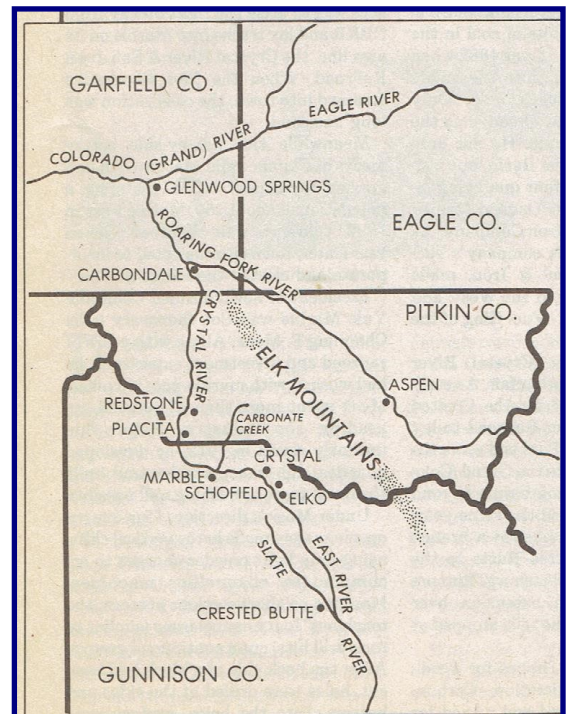 GARFIELD CO.
EAGLE RIVER
COLORADO (GRAND) RIVER
GLENWOOD SPRINGS
EAGLE CO.
ROARING FORK RIVER
CARBONDALE
PITKIN CO.
CRYSTAL RIVER
ELK MOUNTAINS
ASPEN
REDSTONE
CARBONATE
CREEK
PLACITA
CRYSTAL
MARBLE
SCHOFIELD
ELKO
SLATE
EAST RIVER
CRESTED BUTTE
RIVER
GUNNISON CO.